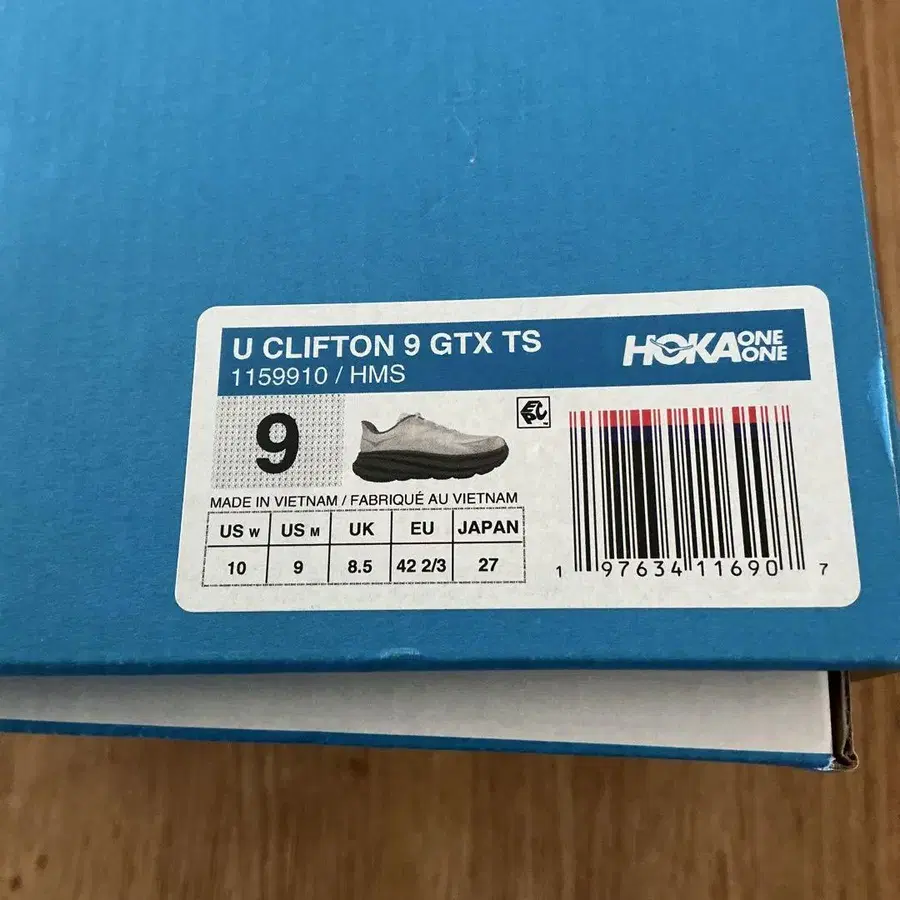 U CLIFTON 9 GTX TS
1159910 / HMS
HOKA ONE ONE
9
EPC
MADE IN VIETNAM / FABRIQUÉ AU VIETNAM
US W US M UK EU JAPAN
10 9 8.5 42 2/3 27
1 97634 11690 7